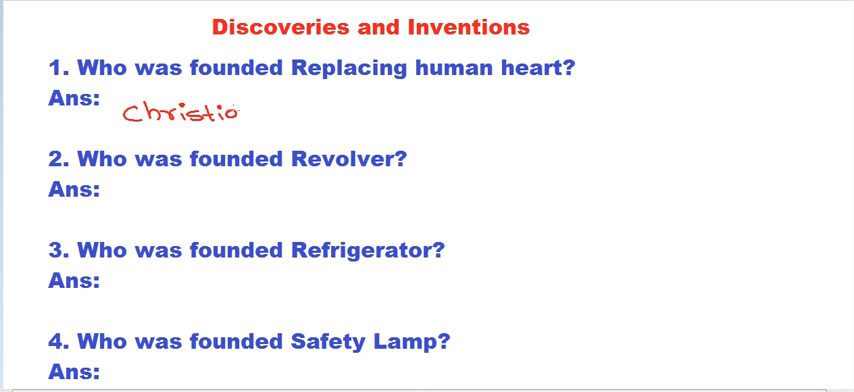 Discoveries and Inventions
1. Who was founded Replacing human heart?
Ans: Christio
2. Who was founded Revolver?
Ans:
3. Who was founded Refrigerator?
Ans:
4. Who was founded Safety Lamp?
Ans: